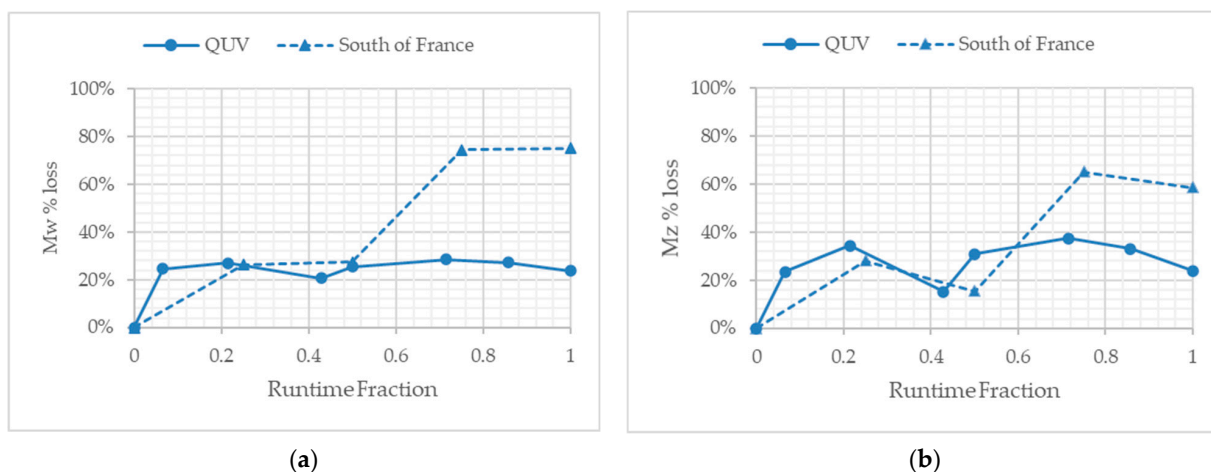 QUV South of France
100%
80%
60%
40%
20%
0%
Mw % loss
0 0.2 0.4 0.6 0.8 1
Runtime Fraction
(a)
QUV South of France
100%
80%
60%
40%
20%
0%
Mz % loss
0 0.2 0.4 0.6 0.8 1
Runtime Fraction
(b)